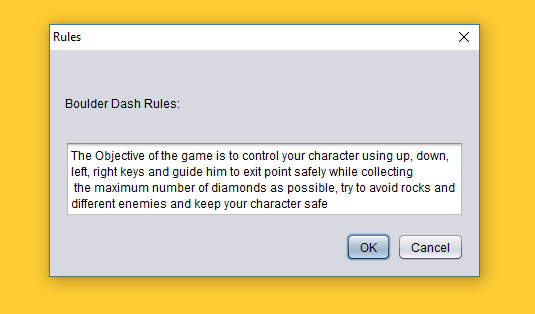 Rules
Boulder Dash Rules:
The Objective of the game is to control your character using up, down,
left, right keys and guide him to exit point safely while collecting
the maximum number of diamonds as possible, try to avoid rocks and
different enemies and keep your character safe
OK
Cancel